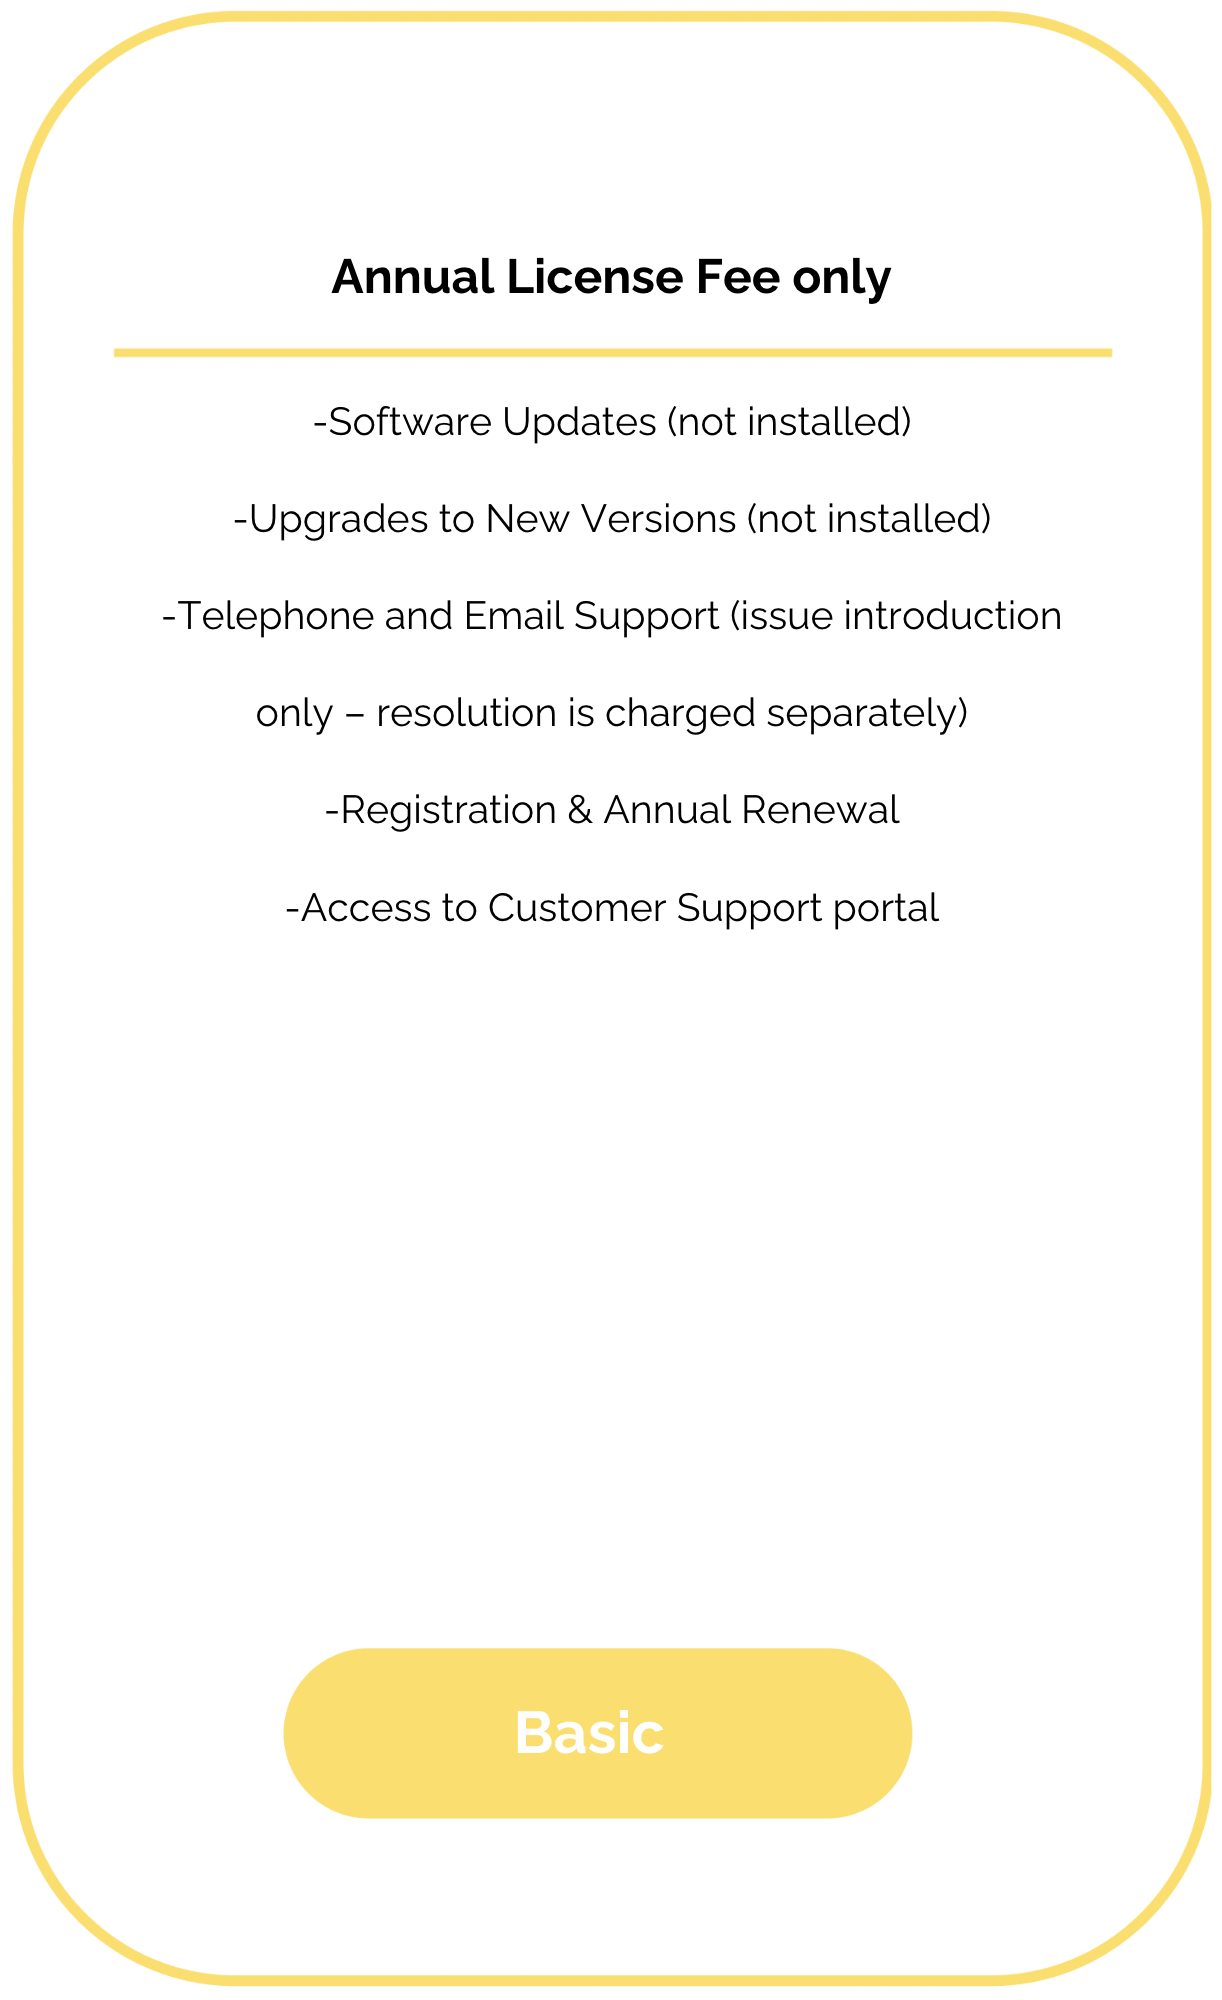 Annual License Fee only
-Software Updates (not installed)
-Upgrades to New Versions (not installed)
-Telephone and Email Support (issue introduction
only – resolution is charged separately)
-Registration & Annual Renewal
-Access to Customer Support portal
Basic